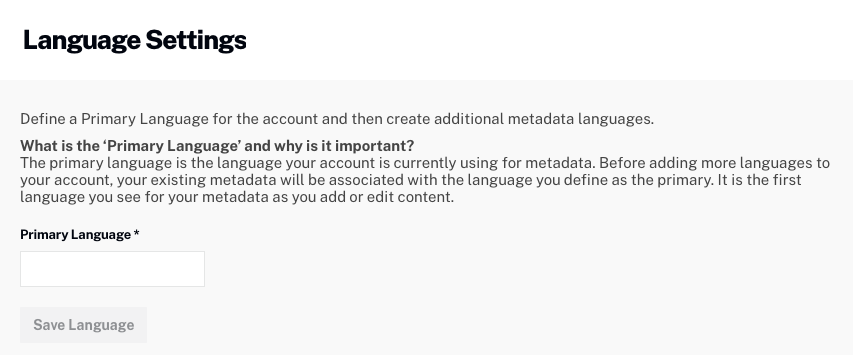 Language Settings
Define a Primary Language for the account and then create additional metadata languages.
What is the ‘Primary Language’ and why is it important?
The primary language is the language your account is currently using for metadata. Before adding more languages to
your account, your existing metadata will be associated with the language you define as the primary. It is the first
language you see for your metadata as you add or edit content.
Primary Language *
Save Language